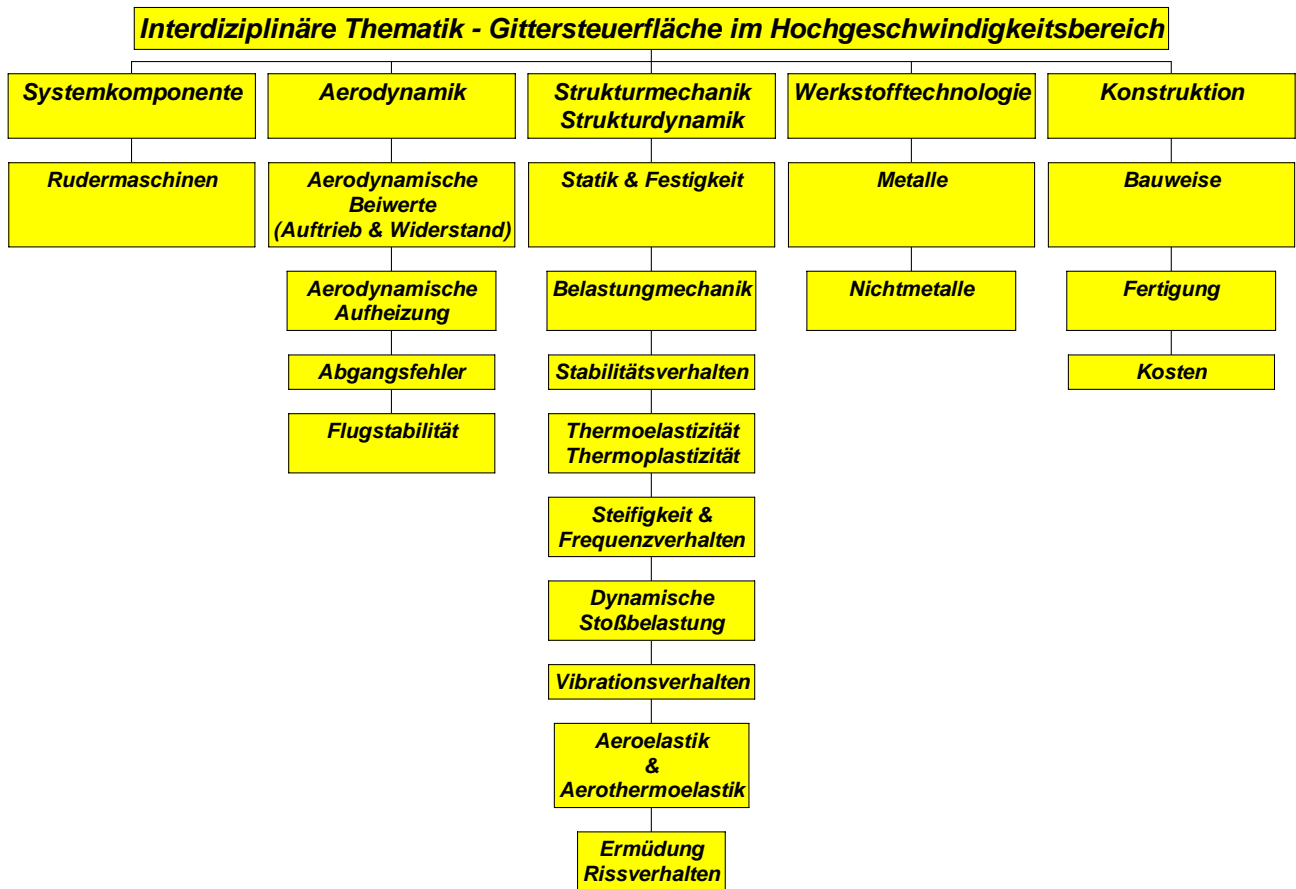 Interdiziplinäre Thematik - Gittersteuerfläche im Hochgeschwindigkeitsbereich
Systemkomponente
Rudermaschinen
Aerodynamik
Aerodynamische
Beiwerte
(Auftrieb & Widerstand)
Aerodynamische
Aufheizung
Abgangsfehler
Flugstabilität
Strukturmechanik
Strukturdynamik
Statik & Festigkeit
Belastungmechanik
Stabilitätsverhalten
Thermoelastizität
Thermoplastizität
Steifigkeit &
Frequenzverhalten
Dynamische
Stoßbelastung
Vibrationsverhalten
Aeroelastik
&
Aerothermoelastik
Ermüdung
Rissverhalten
Werkstofftechnologie
Metalle
Nichtmetalle
Konstruktion
Bauweise
Fertigung
Kosten